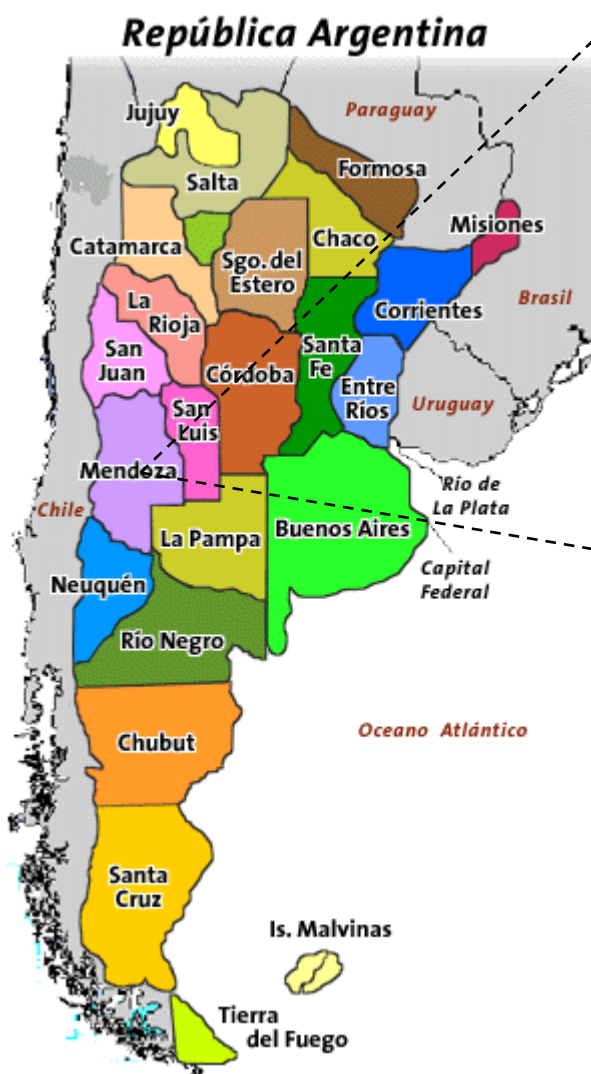 República Argentina
Jujuy
Paraguay
Salta
Formosa
Misiones
Catamarca
Chaco
Sgo. del
Estero
La
Rioja
Corrientes
Brasil
San
Juan
Córdoba
Santa
Fe
Entre
Ríos
Uruguay
San
Luis
Mendoza
Río de
La Plata
Chile
La Pampa
Buenos Aires
Capital
Federal
Neuquén
Río Negro
Chubut
Oceano Atlántico
Santa
Cruz
Is. Malvinas
Tierra
del Fuego